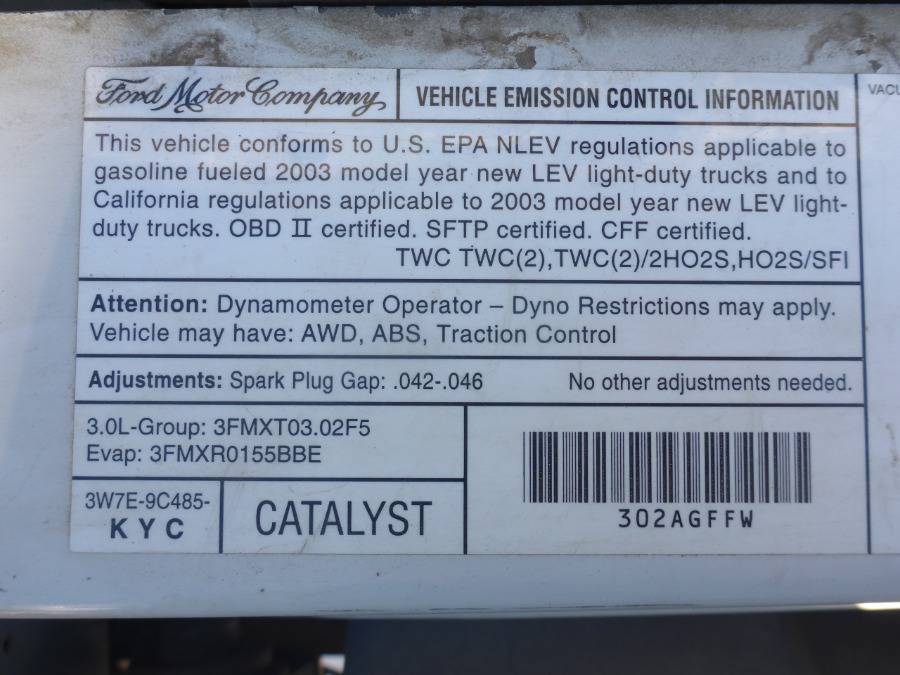 Ford Motor Company
VEHICLE EMISSION CONTROL INFORMATION
This vehicle conforms to U.S. EPA NLEV regulations applicable to
gasoline fueled 2003 model year new LEV light-duty trucks and to
California regulations applicable to 2003 model year new LEV light-
duty trucks. OBD II certified. SFTP certified. CFF certified.
TWC TWC(2),TWC(2)/2HO2S,HO2S/SFI
Attention: Dynamometer Operator – Dyno Restrictions may apply.
Vehicle may have: AWD, ABS, Traction Control
Adjustments: Spark Plug Gap: .042-.046
No other adjustments needed.
3.0L-Group: 3FMXT03.02F5
Evap: 3FMXR0155BBE
3W7E-9C485-
KYC
CATALYST
302AGFFW